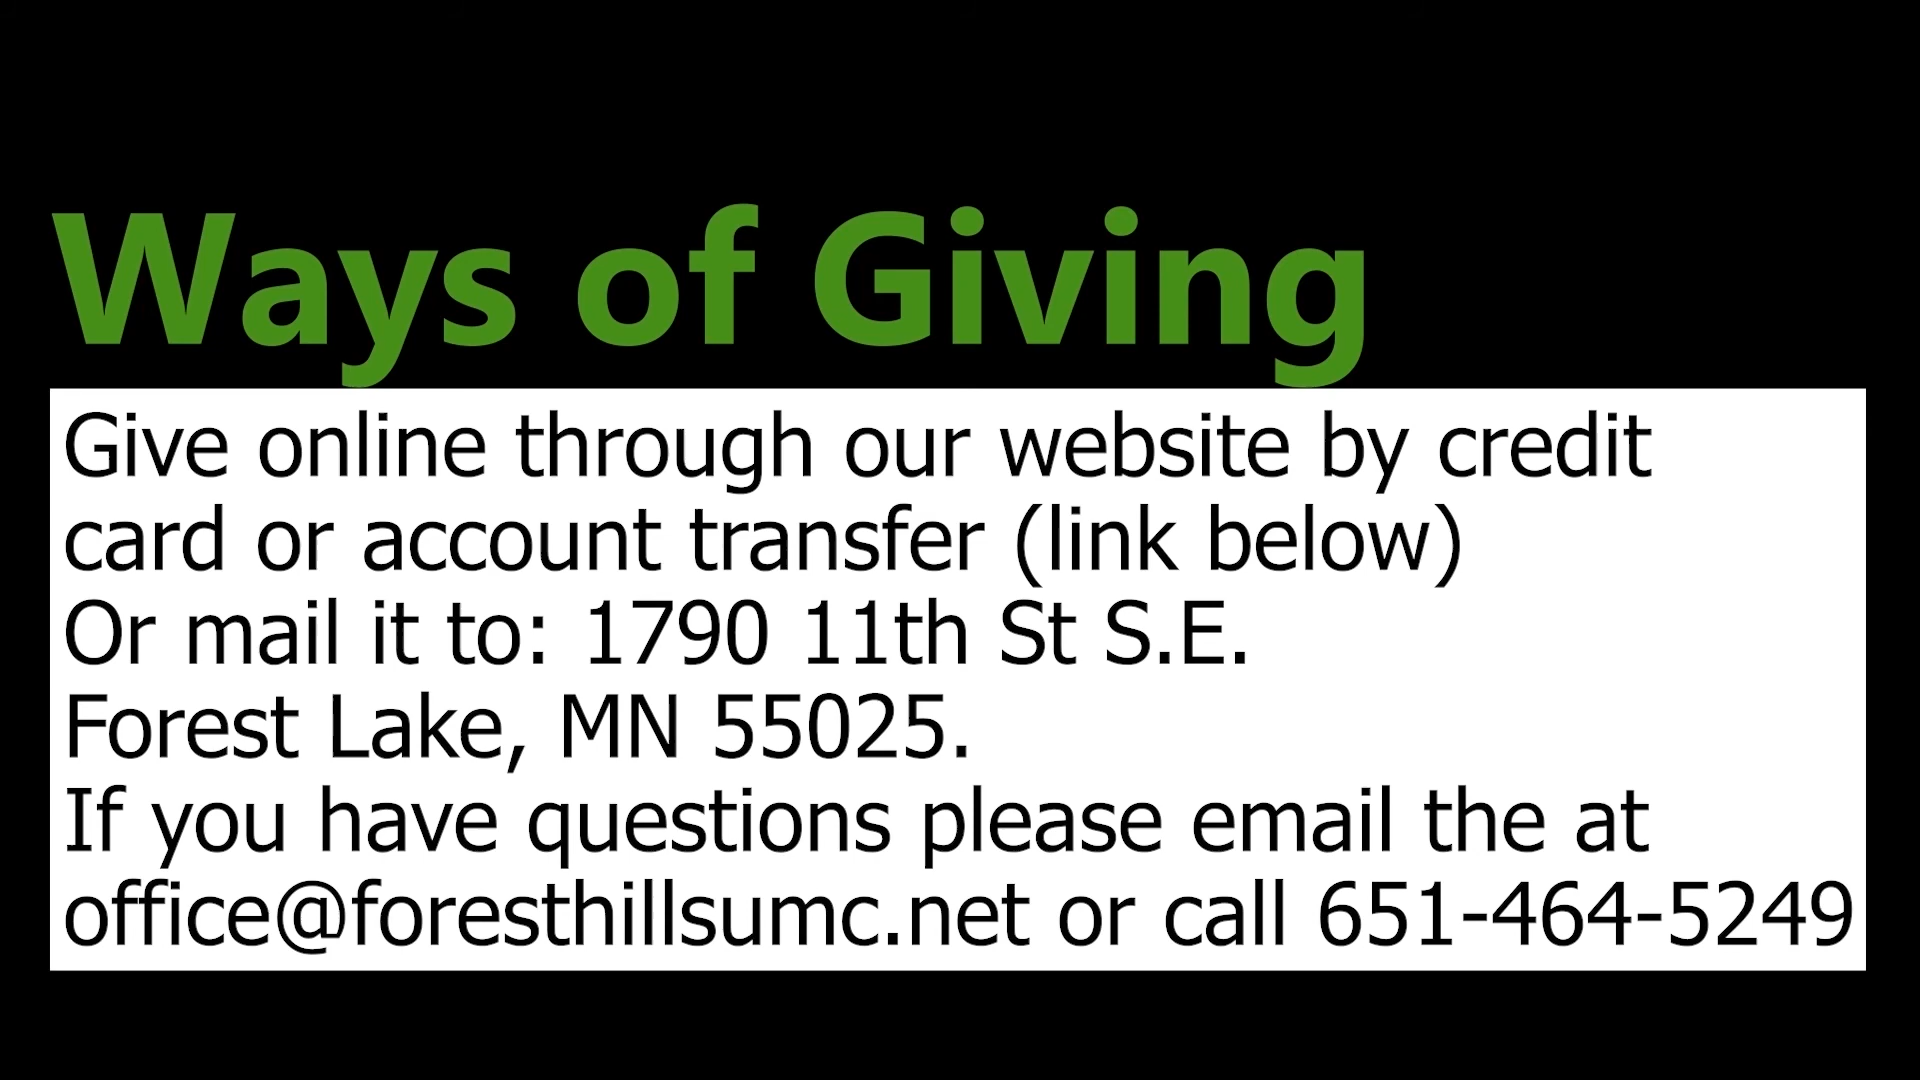 Ways of Giving
Give online through our website by credit
card or account transfer (link below)
Or mail it to: 1790 11th St S.E.
Forest Lake, MN 55025.
If you have questions please email the at
office@foresthillsumc.net or call 651-464-5249